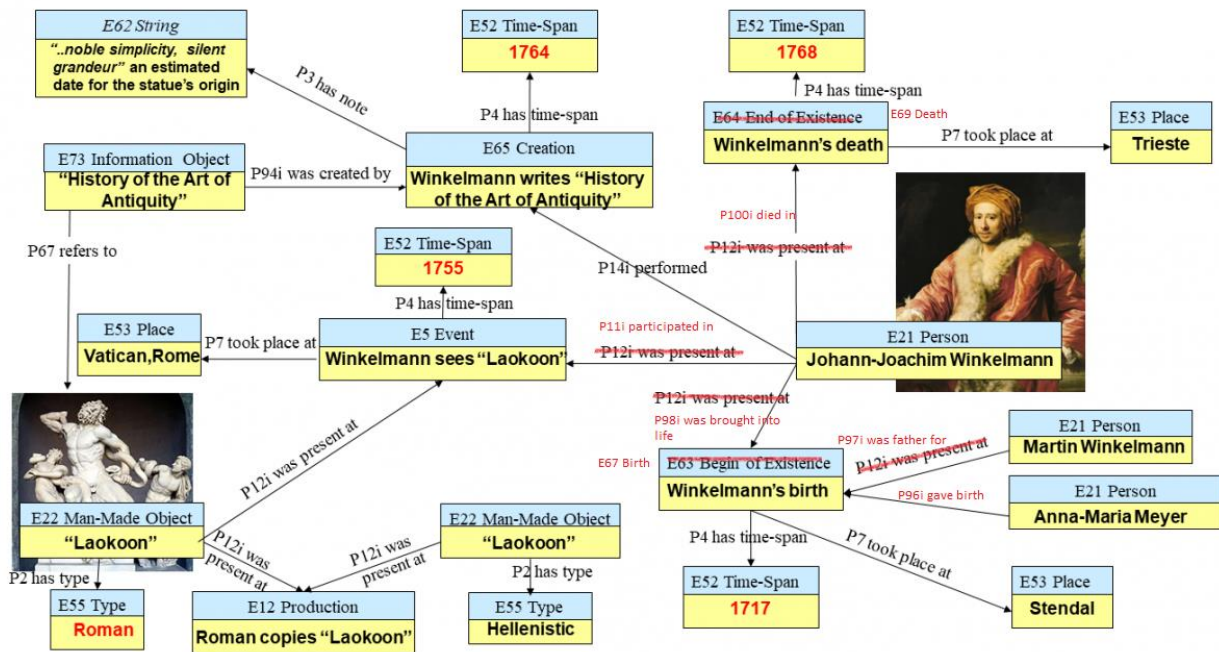 E62 String
“..noble simplicity, silent
grandeur” an estimated
date for the statue’s origin
P3 has note
E52 Time-Span
1764
P4 has time-span
E52 Time-Span
1768
P4 has time-span
E64 End of Existence
E69 Death
Winkelmann’s death
P7 took place at
E53 Place
Trieste
E73 Information Object
“History of the Art of
Antiquity”
P94i was created by
E65 Creation
Winkelmann writes “History
of the Art of Antiquity”
P67 refers to
P100i died in
P12i was present at
P14i performed
E52 Time-Span
1755
P4 has time-span
E53 Place
Vatican,Rome
P7 took place at
E5 Event
Winkelmann sees “Laokoon”
P11i participated in
P12i was present at
E21 Person
Johann-Joachim Winkelmann
P12i was present at
P98i was brought into
life
P12i was present at
E67 Birth
E63 Begin of Existence
Winkelmann’s birth
P97i was father for
P12i was present at
E21 Person
Martin Winkelmann
P96i gave birth
E21 Person
Anna-Maria Meyer
E22 Man-Made Object
“Laokoon”
P12i was
present at
P12i was
present at
E22 Man-Made Object
“Laokoon”
P2 has type
E55 Type
Roman
E12 Production
Roman copies “Laokoon”
P2 has type
E55 Type
Hellenistic
P4 has time-span
E52 Time-Span
1717
P7 took place at
E53 Place
Stendal